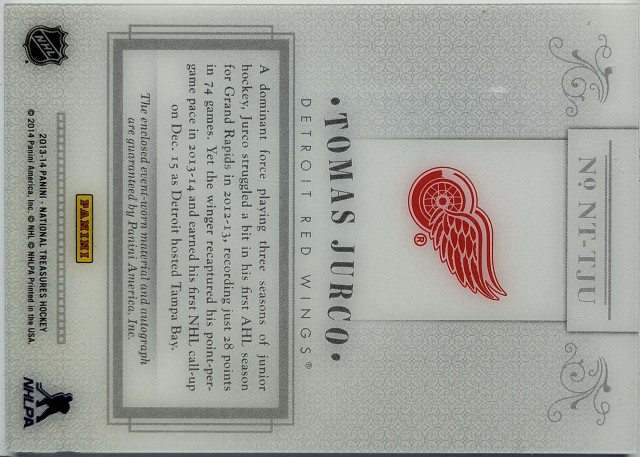 Nº NT-TJU
®
•TOMAS JURCO•
DETROIT RED WINGS®
A dominant force playing three seasons of junior
hockey, Jurco struggled a bit in his first AHL season
for Grand Rapids in 2012-13, recording just 28 points
in 74 games. Yet the winger recaptured his point-per-
game pace in 2013-14 and earned his first NHL call-up
on Dec. 15 as Detroit hosted Tampa Bay.
The enclosed event-worn material and autograph
are guaranteed by Panini America, Inc.
PANINI
NHL
2013-14 PANINI - NATIONAL TREASURES HOCKEY
© 2014 Panini America, Inc. © NHL © NHLPA Printed in the USA.
NHLPA